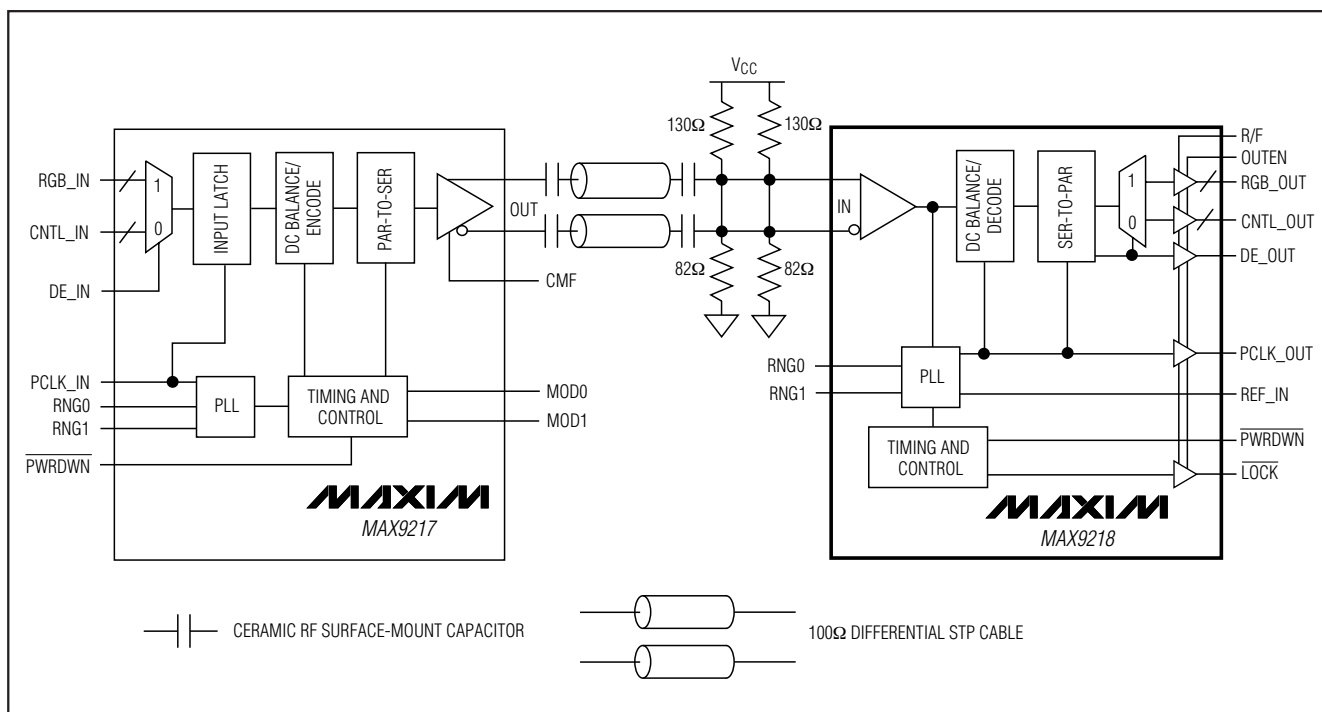 VCC
130Ω
130Ω
RGB_IN
CNTL_IN
DE_IN
PCLK_IN
RNG0
RNG1
PWRDWN
1
0
INPUT LATCH
DC BALANCE/
ENCODE
PAR-TO-SER
PLL
TIMING AND
CONTROL
OUT
CMF
MOD0
MOD1
MAXIM
MAX9217
82Ω
82Ω
IN
DC BALANCE/
DECODE
SER-TO-PAR
1
0
RNG0
RNG1
PLL
TIMING AND
CONTROL
R/F
OUTEN
RGB_OUT
CNTL_OUT
DE_OUT
PCLK_OUT
REF_IN
PWRDWN
LOCK
MAXIM
MAX9218
CERAMIC RF SURFACE-MOUNT CAPACITOR
100Ω DIFFERENTIAL STP CABLE